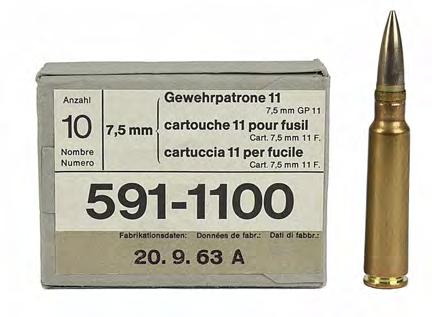 Anzahl
10
Nombre
Numero
7,5 mm
Gewehrpatrone 11
7,5 mm GP 11
cartouche 11 pour fusil
Cart. 7,5 mm 11 F.
cartuccia 11 per fucile
Cart. 7,5 mm 11 F.
591-1100
Fabrikationsdaten: Données de fabr.: Dati di fabbr.:
20. 9. 63 A